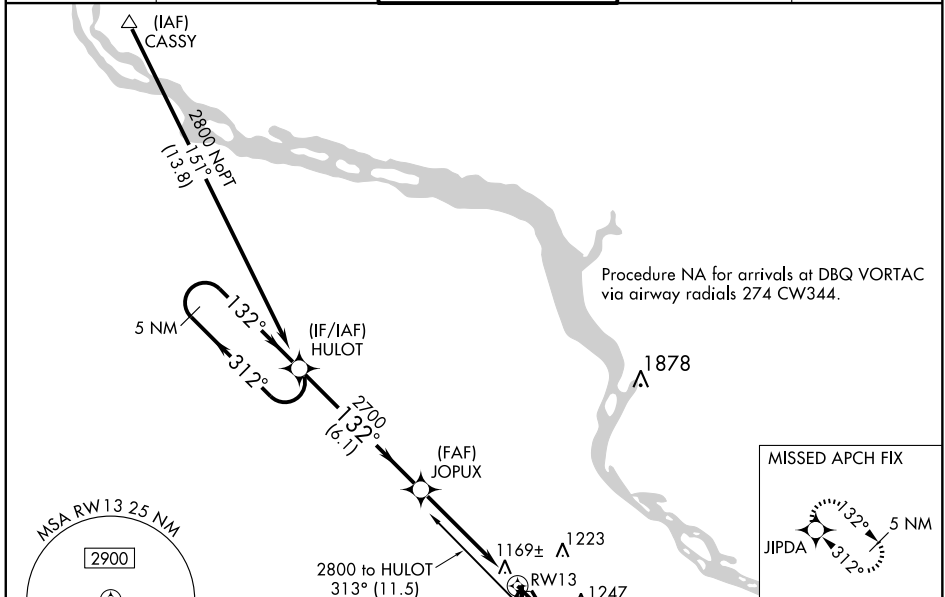 (IAF)
CASSY
2800 NoPT
151°
(13.8)
Procedure NA for arrivals at DBQ VORTAC
via airway radials 274 CW344.
132°
5 NM
(IF/IAF)
HULOT
312°
1878
2700
132°
(6.1)
(FAF)
JOPUX
MISSED APCH FIX
132°
5 NM
JIPDA
312°
MSA RW13 25 NM
2900
1169±
1223
2800 to HULOT
313° (11.5)
RW13
1247